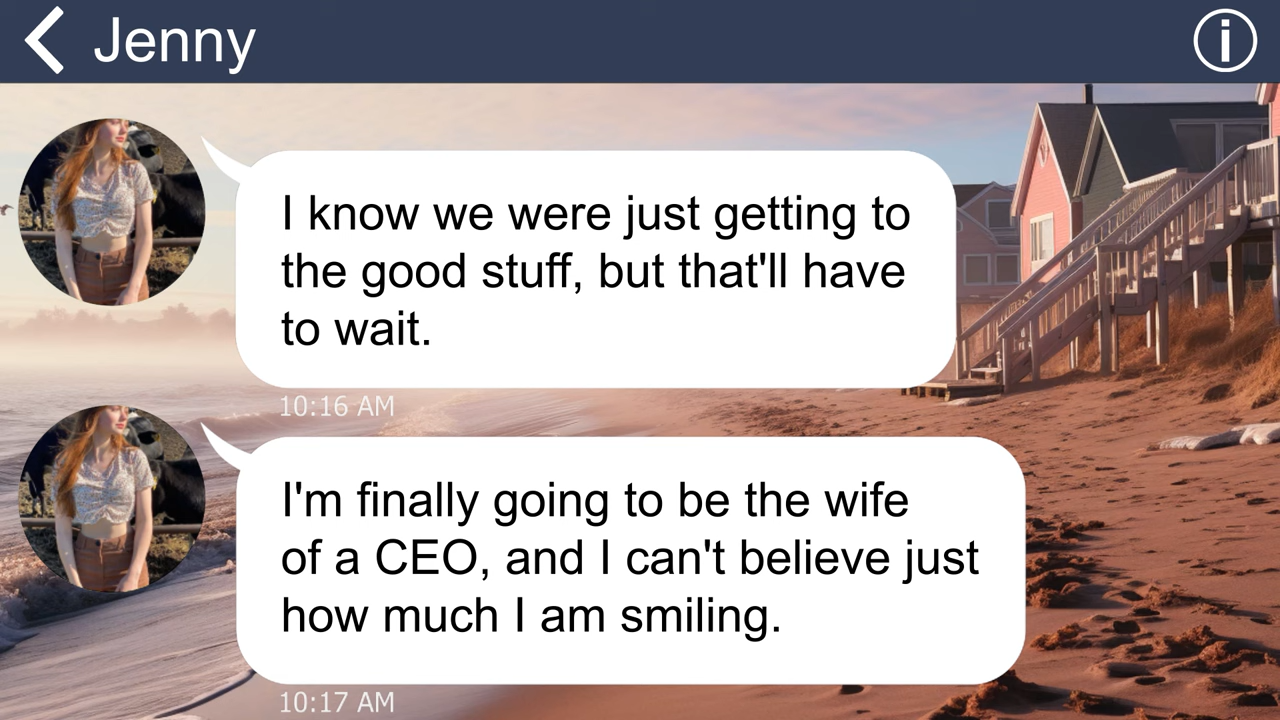 Jenny
I know we were just getting to
the good stuff, but that'll have
to wait.
10:16 AM
I'm finally going to be the wife
of a CEO, and I can't believe just
how much I am smiling.
10:17 AM